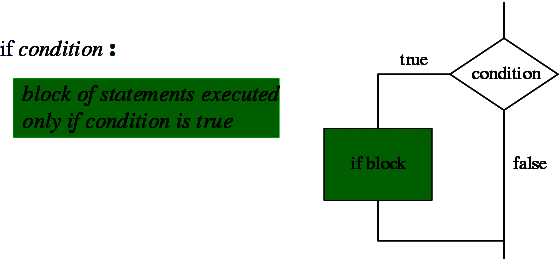 if condition :
block of statements executed
only if condition is true
true
condition
if block
false